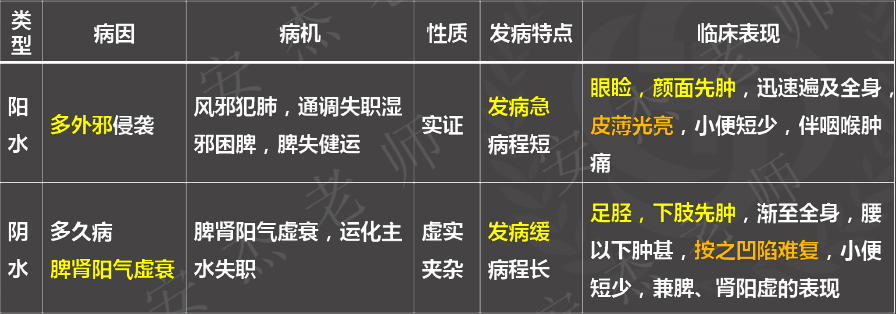 类型 病因 病机 性质 发病特点 临床表现
阳水 多外邪侵袭 风邪犯肺，通调失职湿邪困脾，脾失健运 实证 发病急 病程短 眼睑，颜面先肿，迅速遍及全身，皮薄光亮，小便短少，伴咽喉肿痛
阴水 多久病 脾肾阳气虚衰 脾肾阳气虚衰，运化主水失职 虚实夹杂 发病缓 病程长 足胫，下肢先肿，渐至全身，腰以下肿甚，按之凹陷难复，小便短少，兼脾、肾阳虚的表现
安杰老师